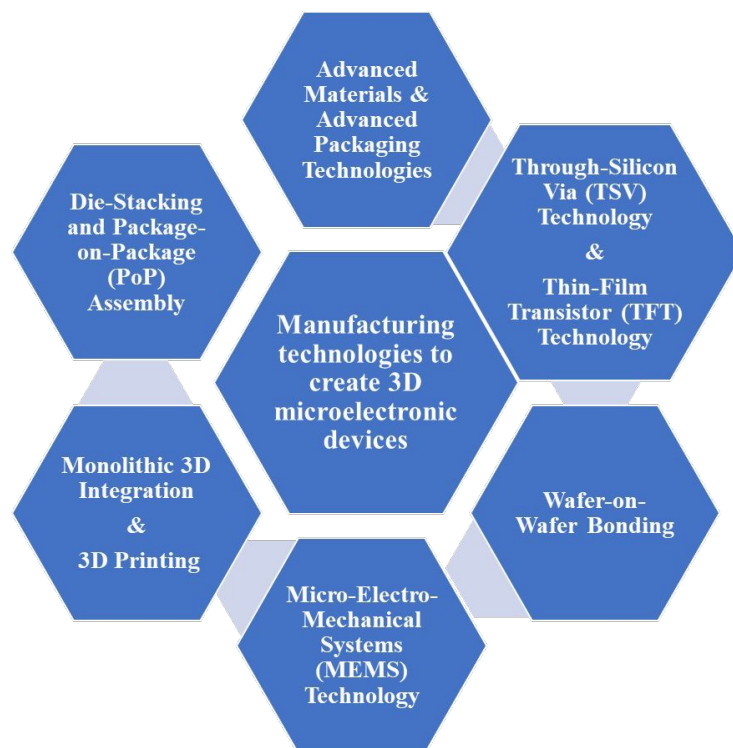 Advanced
Materials &
Advanced
Packaging
Technologies
Through-Silicon
Via (TSV)
Technology
&
Thin-Film
Transistor (TFT)
Technology
Wafer-on-
Wafer Bonding
Micro-Electro-
Mechanical
Systems
(MEMS)
Technology
Monolithic 3D
Integration
&
3D Printing
Die-Stacking
and Package-
on-Package
(PoP)
Assembly
Manufacturing
technologies to
create 3D
microelectronic
devices